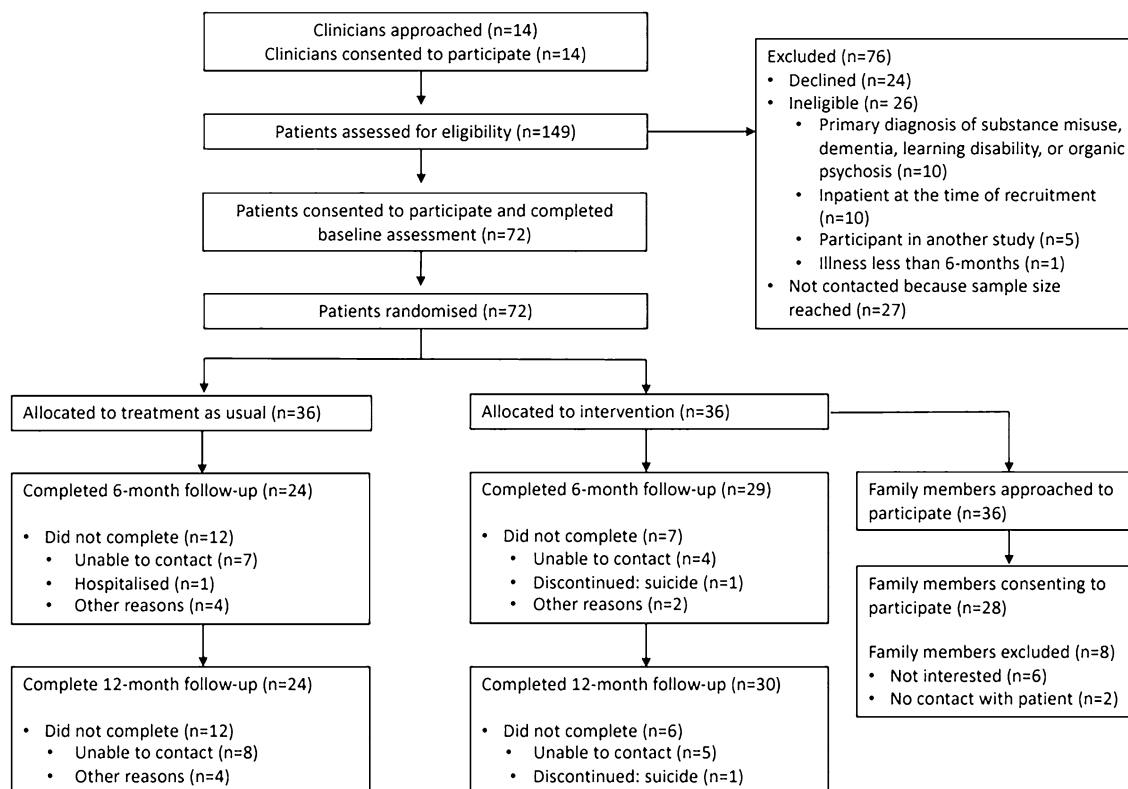 Clinicians approached (n=14)
Clinicians consented to participate (n=14)
Patients assessed for eligibility (n=149)
Excluded (n=76)
• Declined (n=24)
• Ineligible (n= 26)
• Primary diagnosis of substance misuse,
dementia, learning disability, or organic
psychosis (n=10)
• Inpatient at the time of recruitment
(n=10)
• Participant in another study (n=5)
• Illness less than 6-months (n=1)
• Not contacted because sample size
reached (n=27)
Patients consented to participate and completed
baseline assessment (n=72)
Patients randomised (n=72)
Allocated to treatment as usual (n=36)
Completed 6-month follow-up (n=24)
• Did not complete (n=12)
• Unable to contact (n=7)
• Hospitalised (n=1)
• Other reasons (n=4)
Complete 12-month follow-up (n=24)
• Did not complete (n=12)
• Unable to contact (n=8)
• Other reasons (n=4)
Allocated to intervention (n=36)
Completed 6-month follow-up (n=29)
• Did not complete (n=7)
• Unable to contact (n=4)
• Discontinued: suicide (n=1)
• Other reasons (n=2)
Completed 12-month follow-up (n=30)
• Did not complete (n=6)
• Unable to contact (n=5)
• Discontinued: suicide (n=1)
Family members approached to
participate (n=36)
Family members consenting to
participate (n=28)
Family members excluded (n=8)
• Not interested (n=6)
• No contact with patient (n=2)